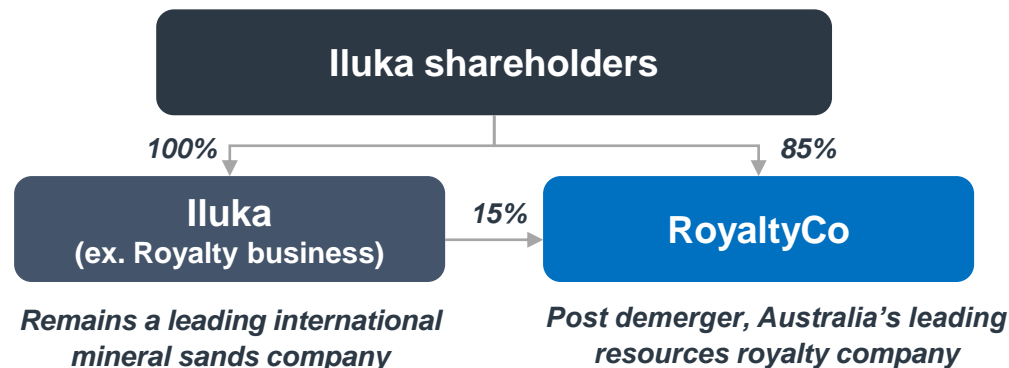 Iluka shareholders
100%
85%
Iluka
(ex. Royalty business)
15%
RoyaltyCo
Remains a leading international
mineral sands company
Post demerger, Australia’s leading
resources royalty company